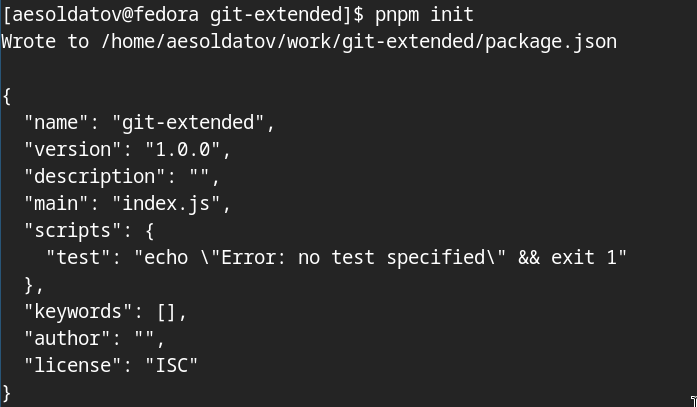 [aesoldatov@fedora git-extended]$ pnpm init
Wrote to /home/aesoldatov/work/git-extended/package.json

{
  "name": "git-extended",
  "version": "1.0.0",
  "description": "",
  "main": "index.js",
  "scripts": {
    "test": "echo \"Error: no test specified\" && exit 1"
  },
  "keywords": [],
  "author": "",
  "license": "ISC"
}